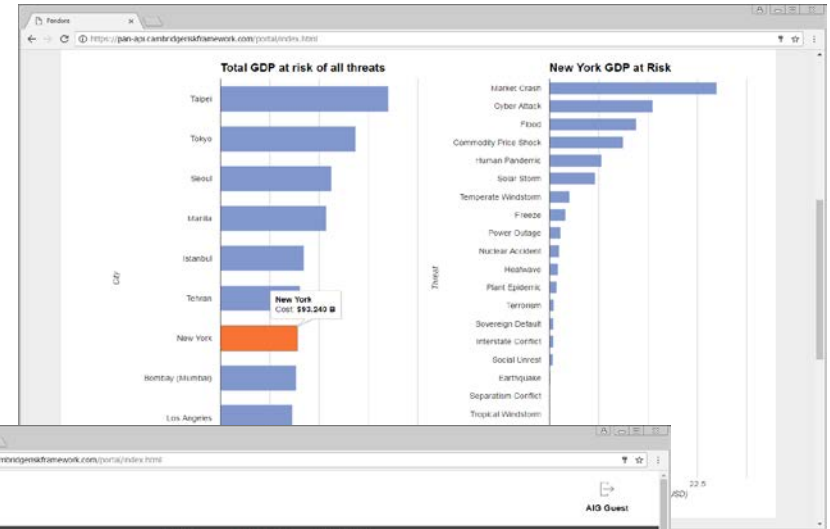 Pandora
https://pan-api.cambridgeriskframework.com/portal/index.html
Total GDP at risk of all threats
Taipei
Tokyo
Seoul
Manila
Istanbul
Tehran
New York
Bombay (Mumbai)
Los Angeles
City
New York
Cost: $93.240 B
New York GDP at Risk
Market Crash
Cyber Attack
Flood
Commodity Price Shock
Human Pandemic
Solar Storm
Temperate Windstorm
Freeze
Power Outage
Nuclear Accident
Heatwave
Plant Epidemic
Terrorism
Sovereign Default
Interstate Conflict
Social Unrest
Earthquake
Separatism Conflict
Tropical Windstorm
Threat
22.5
USD)
mbridgeriskframework.com/portal/index.html
AIG Guest